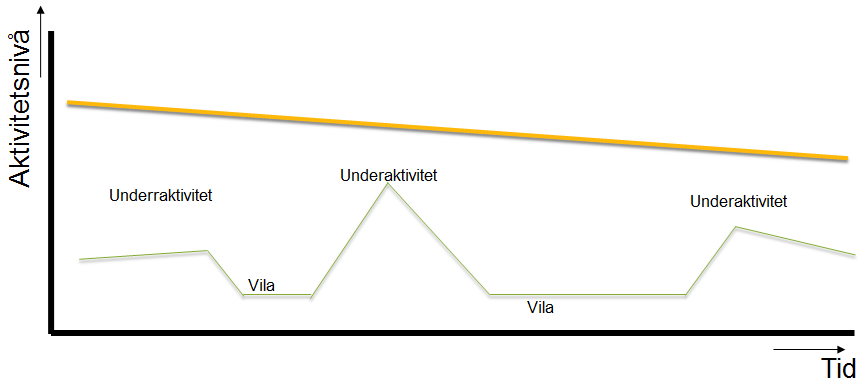 Aktivitetsnivå
Underaktivitet
Underraktivitet
Underaktivitet
Vila
Vila
Tid